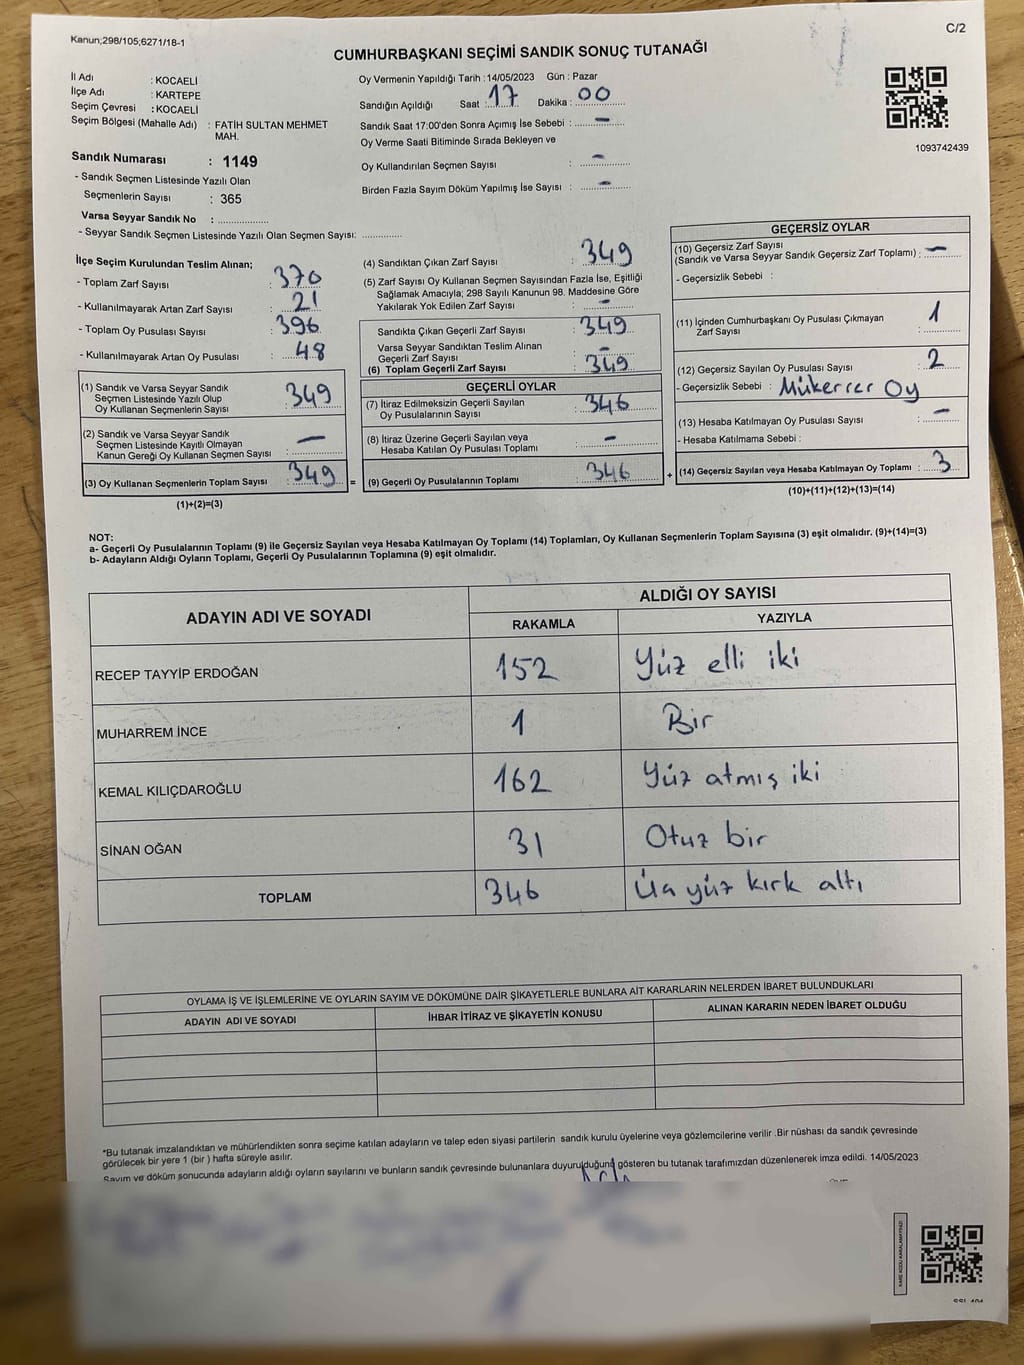 Kanun;298/105;6271/18-1
C/2
CUMHURBAŞKANI SEÇİMİ SANDIK SONUÇ TUTANAĞI
İl Adı : KOCAELİ
İlçe Adı : KARTEPE
Seçim Çevresi : KOCAELİ
Seçim Bölgesi (Mahalle Adı) : FATİH SULTAN MEHMET
MAH.
Sandık Numarası : 1149
- Sandık Seçmen Listesinde Yazılı Olan
Seçmenlerin Sayısı : 365
Varsa Seyyar Sandık No : ..................
- Seyyar Sandık Seçmen Listesinde Yazılı Olan Seçmen Sayısı: ..............
Oy Vermenin Yapıldığı Tarih : 14/05/2023 Gün : Pazar
Sandığın Açıldığı Saat : 17 Dakika : 00
Sandık Saat 17:00'den Sonra Açımış İse Sebebi : —
Oy Verme Saati Bitiminde Sırada Bekleyen ve
Oy Kullandırılan Seçmen Sayısı : —
Birden Fazla Sayım Döküm Yapılmış İse Sayısı : —
1093742439
İlçe Seçim Kurulundan Teslim Alınan;
- Toplam Zarf Sayısı : 370
- Kullanılmayarak Artan Zarf Sayısı : 21
- Toplam Oy Pusulası Sayısı : 396
- Kullanılmayarak Artan Oy Pusulası : 48
(1) Sandık ve Varsa Seyyar Sandık
Seçmen Listesinde Yazılı Olup
Oy Kullanan Seçmenlerin Sayısı : 349
(2) Sandık ve Varsa Seyyar Sandık
Seçmen Listesinde Kayıtlı Olmayan
Kanun Gereği Oy Kullanan Seçmen Sayısı : —
(3) Oy Kullanan Seçmenlerin Toplam Sayısı : 349 =
(1)+(2)=(3)
(4) Sandıktan Çıkan Zarf Sayısı : 349
(5) Zarf Sayısı Oy Kullanan Seçmen Sayısından Fazla İse, Eşitliği
Sağlamak Amacıyla; 298 Sayılı Kanunun 98. Maddesine Göre
Yakılarak Yok Edilen Zarf Sayısı : —
Sandıkta Çıkan Geçerli Zarf Sayısı : 349
Varsa Seyyar Sandıktan Teslim Alınan
Geçerli Zarf Sayısı : —
(6) Toplam Geçerli Zarf Sayısı : 349
GEÇERLİ OYLAR
(7) İtiraz Edilmeksizin Geçerli Sayılan
Oy Pusulalarının Sayısı : 346
(8) İtiraz Üzerine Geçerli Sayılan veya
Hesaba Katılan Oy Pusulası Toplamı : —
(9) Geçerli Oy Pusulalarının Toplamı : 346 +
GEÇERSİZ OYLAR
(10) Geçersiz Zarf Sayısı
(Sandık ve Varsa Seyyar Sandık Geçersiz Zarf Toplamı) : —
- Geçersizlik Sebebi :
(11) İçinden Cumhurbaşkanı Oy Pusulası Çıkmayan
Zarf Sayısı : 1
(12) Geçersiz Sayılan Oy Pusulası Sayısı : 2
- Geçersizlik Sebebi : Mükerrer Oy
(13) Hesaba Katılmayan Oy Pusulası Sayısı : —
- Hesaba Katılmama Sebebi :
(14) Geçersiz Sayılan veya Hesaba Katılmayan Oy Toplamı : 3
(10)+(11)+(12)+(13)=(14)
NOT:
a- Geçerli Oy Pusulalarının Toplamı (9) ile Geçersiz Sayılan veya Hesaba Katılmayan Oy Toplamı (14) Toplamları, Oy Kullanan Seçmenlerin Toplam Sayısına (3) eşit olmalıdır. (9)+(14)=(3)
b- Adayların Aldığı Oyların Toplamı, Geçerli Oy Pusulalarının Toplamına (9) eşit olmalıdır.
ADAYIN ADI VE SOYADI ALDIĞI OY SAYISI
RAKAMLA YAZIYLA
RECEP TAYYİP ERDOĞAN 152 Yüz elli iki
MUHARREM İNCE 1 Bir
KEMAL KILIÇDAROĞLU 162 Yüz atmış iki
SİNAN OĞAN 31 Otuz bir
TOPLAM 346 Üç yüz kırk altı
OYLAMA İŞ VE İŞLEMLERİNE VE OYLARIN SAYIM VE DÖKÜMÜNE DAİR ŞİKAYETLERLE BUNLARA AİT KARARLARIN NELERDEN İBARET BULUNDUKLARI
ADAYIN ADI VE SOYADI İHBAR İTİRAZ VE ŞİKAYETİN KONUSU ALINAN KARARIN NEDEN İBARET OLDUĞU
*Bu tutanak imzalandıktan ve mühürlendikten sonra seçime katılan adayların ve talep eden siyasi partilerin sandık kurulu üyelerine veya gözlemcilerine verilir .Bir nüshası da sandık çevresinde
görülecek bir yere 1 (bir ) hafta süreyle asılır.
Sayım ve döküm sonucunda adayların aldığı oyların sayılarını ve bunların sandık çevresinde bulunanlara duyurulduğunu gösteren bu tutanak tarafımızdan düzenlenerek imza edildi. 14/05/2023
KARE KODU KARALAMAYINIZ!